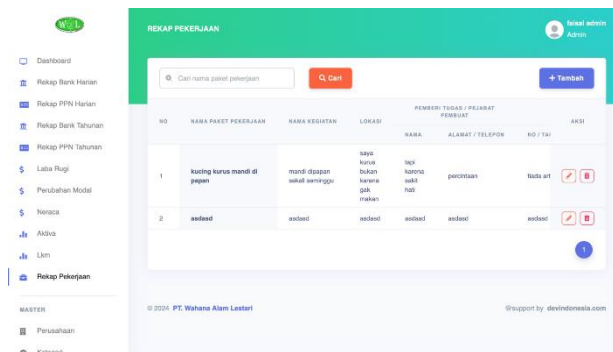 W L
REKAP PEKERJAAN
faisal admin
Admin
Dashboard
Rekap Bank Harian
Rekap PPN Harian
Rekap Bank Tahunan
Rekap PPN Tahunan
Laba Rugi
Perubahan Modal
Neraca
Aktiva
Lkm
Rekap Pekerjaan
MASTER
Perusahaan
Kategori
Cari nama paket pekerjaan
Cari
+ Tambah
NO
NAMA PAKET PEKERJAAN
NAMA KEGIATAN
LOKASI
PEMBERI TUGAS / PEJABAT
PEMBUAT
AKSI
NAMA
ALAMAT / TELEPON
NO / TA
1
kucing kurus mandi di
papan
mandi dipapan
sekali seminggu
saya
kurus
bukan
karena
gak
makan
tapi
karena
sakit
hati
percintaan
tiada art
2
asdasd
asdasd
asdasd
asdasd
asdasd
asdasd
1
© 2024 PT. Wahana Alam Lestari
support by devindonesia.com